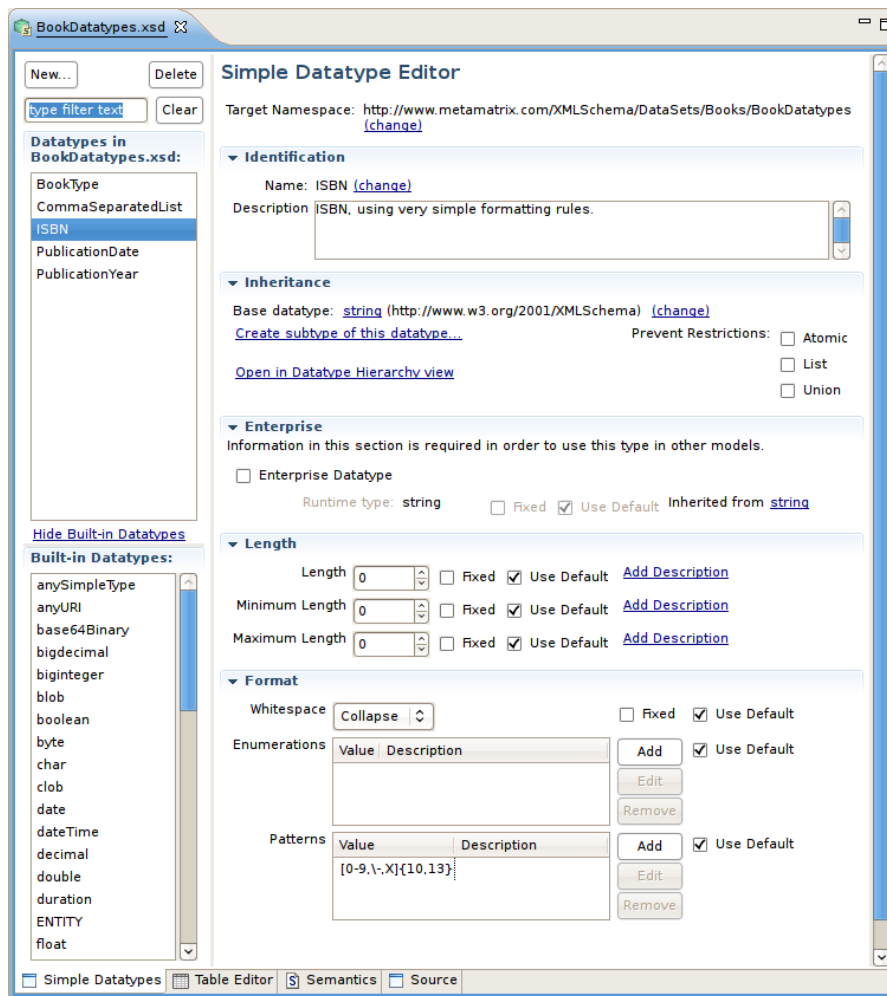 BookDatatypes.xsd
New...
Delete
type filter text
Clear
Datatypes in
BookDatatypes.xsd:
BookType
CommaSeparatedList
ISBN
PublicationDate
PublicationYear
Hide Built-in Datatypes
Built-in Datatypes:
anySimpleType
anyURI
base64Binary
bigdecimal
biginteger
blob
boolean
byte
char
clob
date
dateTime
decimal
double
duration
ENTITY
float
Simple Datatype Editor
Target Namespace: http://www.metamatrix.com/XMLSchema/DataSets/Books/BookDatatypes
(change)
Identification
Name: ISBN (change)
Description ISBN, using very simple formatting rules.
Inheritance
Base datatype: string (http://www.w3.org/2001/XMLSchema) (change)
Create subtype of this datatype... Prevent Restrictions: Atomic
List
Open in Datatype Hierarchy view
Union
Enterprise
Information in this section is required in order to use this type in other models.
Enterprise Datatype
Runtime type: string Fixed Use Default Inherited from string
Length
Length 0 Fixed Use Default Add Description
Minimum Length 0 Fixed Use Default Add Description
Maximum Length 0 Fixed Use Default Add Description
Format
Whitespace Collapse Fixed Use Default
Enumerations Value Description Add Use Default
Edit
Remove
Patterns Value Description Add Use Default
[0-9,\-,X]{10,13}
Edit
Remove
Simple Datatypes Table Editor Semantics Source